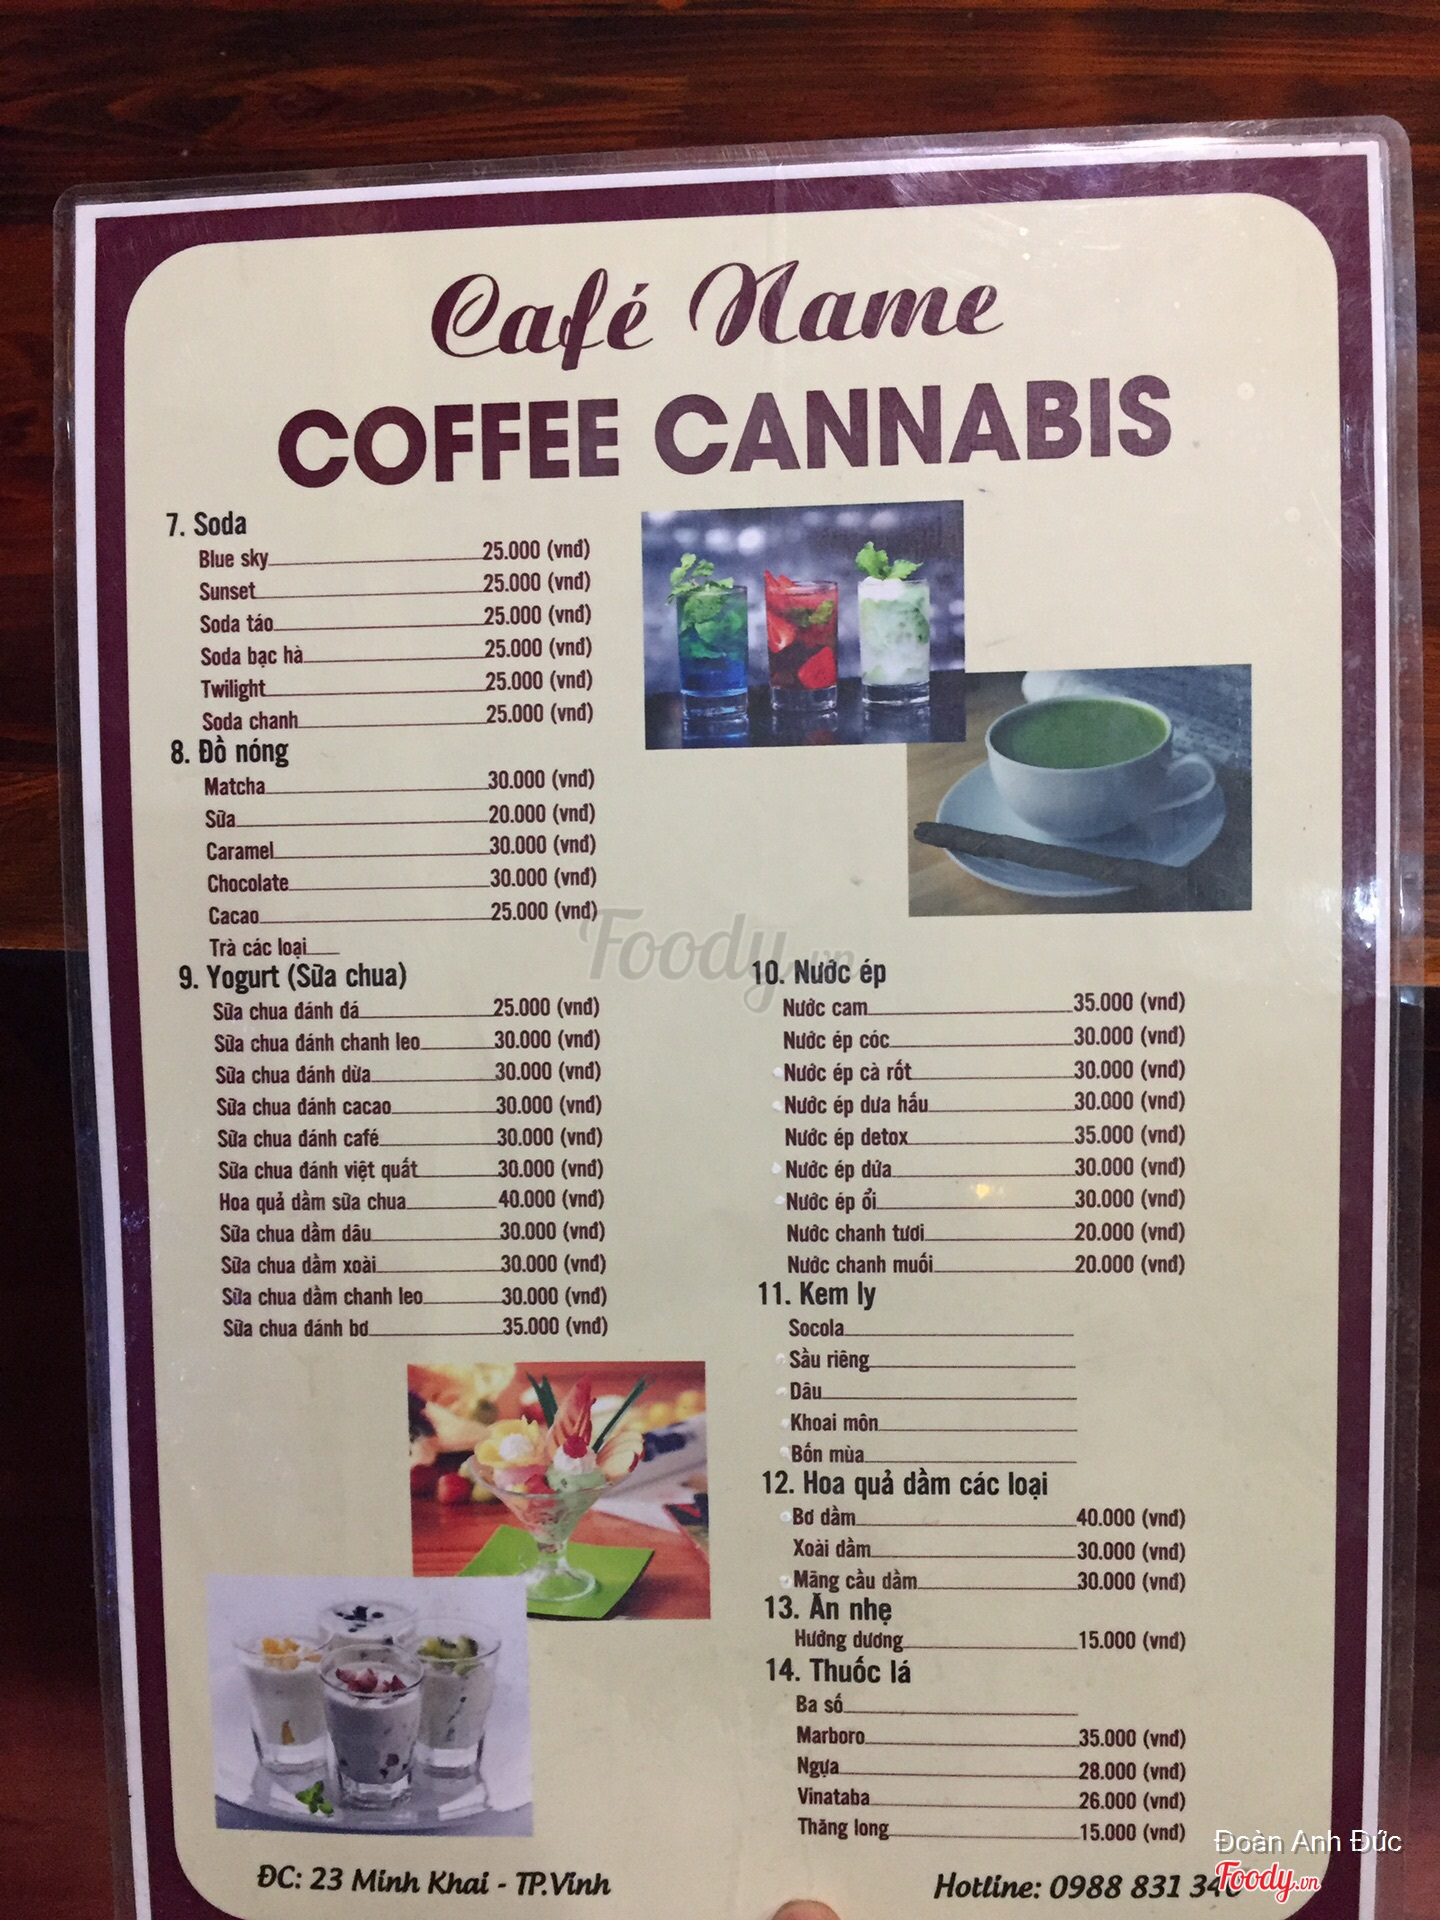 Café Name
COFFEE CANNABIS
7. Soda
Blue sky 25.000 (vnđ)
Sunset 25.000 (vnđ)
Soda táo 25.000 (vnđ)
Soda bạc hà 25.000 (vnđ)
Twilight 25.000 (vnđ)
Soda chanh 25.000 (vnđ)
8. Đồ nóng
Matcha 30.000 (vnđ)
Sữa 20.000 (vnđ)
Caramel 30.000 (vnđ)
Chocolate 30.000 (vnđ)
Cacao 25.000 (vnđ)
Trà các loại
9. Yogurt (Sữa chua)
Sữa chua đánh đá 25.000 (vnđ)
Sữa chua đánh chanh leo 30.000 (vnđ)
Sữa chua đánh dừa 30.000 (vnđ)
Sữa chua đánh cacao 30.000 (vnđ)
Sữa chua đánh café 30.000 (vnđ)
Sữa chua đánh việt quất 30.000 (vnđ)
Hoa quả dầm sữa chua 40.000 (vnđ)
Sữa chua dầm dâu 30.000 (vnđ)
Sữa chua dầm xoài 30.000 (vnđ)
Sữa chua dầm chanh leo 30.000 (vnđ)
Sữa chua đánh bơ 35.000 (vnđ)
Foody.vn
10. Nước ép
Nước cam 35.000 (vnđ)
Nước ép cóc 30.000 (vnđ)
Nước ép cà rốt 30.000 (vnđ)
Nước ép dưa hấu 30.000 (vnđ)
Nước ép detox 35.000 (vnđ)
Nước ép dứa 30.000 (vnđ)
Nước ép ổi 30.000 (vnđ)
Nước chanh tươi 20.000 (vnđ)
Nước chanh muối 20.000 (vnđ)
11. Kem ly
Socola
Sầu riêng
Dâu
Khoai môn
Bốn mùa
12. Hoa quả dầm các loại
Bơ dầm 40.000 (vnđ)
Xoài dầm 30.000 (vnđ)
Mãng cầu dầm 30.000 (vnđ)
13. Ăn nhẹ
Hướng dương 15.000 (vnđ)
14. Thuốc lá
Ba số
Marboro 35.000 (vnđ)
Ngựa 28.000 (vnđ)
Vinataba 26.000 (vnđ)
Thăng long 15.000 (vnđ)
ĐC: 23 Minh Khai - TP.Vinh
Hotline: 0988 831
Đoàn Anh Đức
Foody.vn